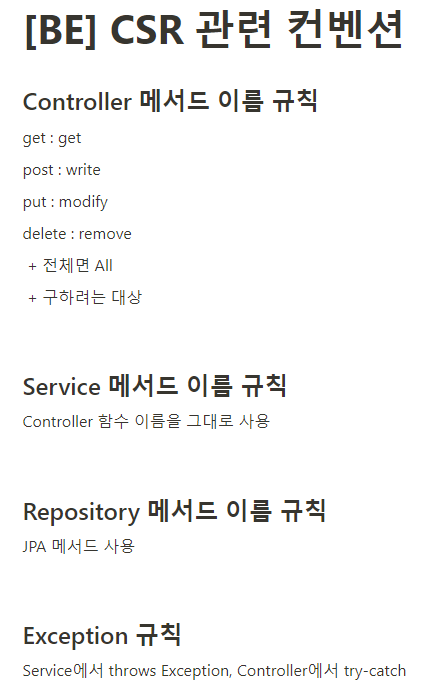 [BE] CSR 관련 컨벤션
Controller 메서드 이름 규칙
get : get
post : write
put : modify
delete : remove
+ 전체면 All
+ 구하려는 대상
Service 메서드 이름 규칙
Controller 함수 이름을 그대로 사용
Repository 메서드 이름 규칙
JPA 메서드 사용
Exception 규칙
Service에서 throws Exception, Controller에서 try-catch